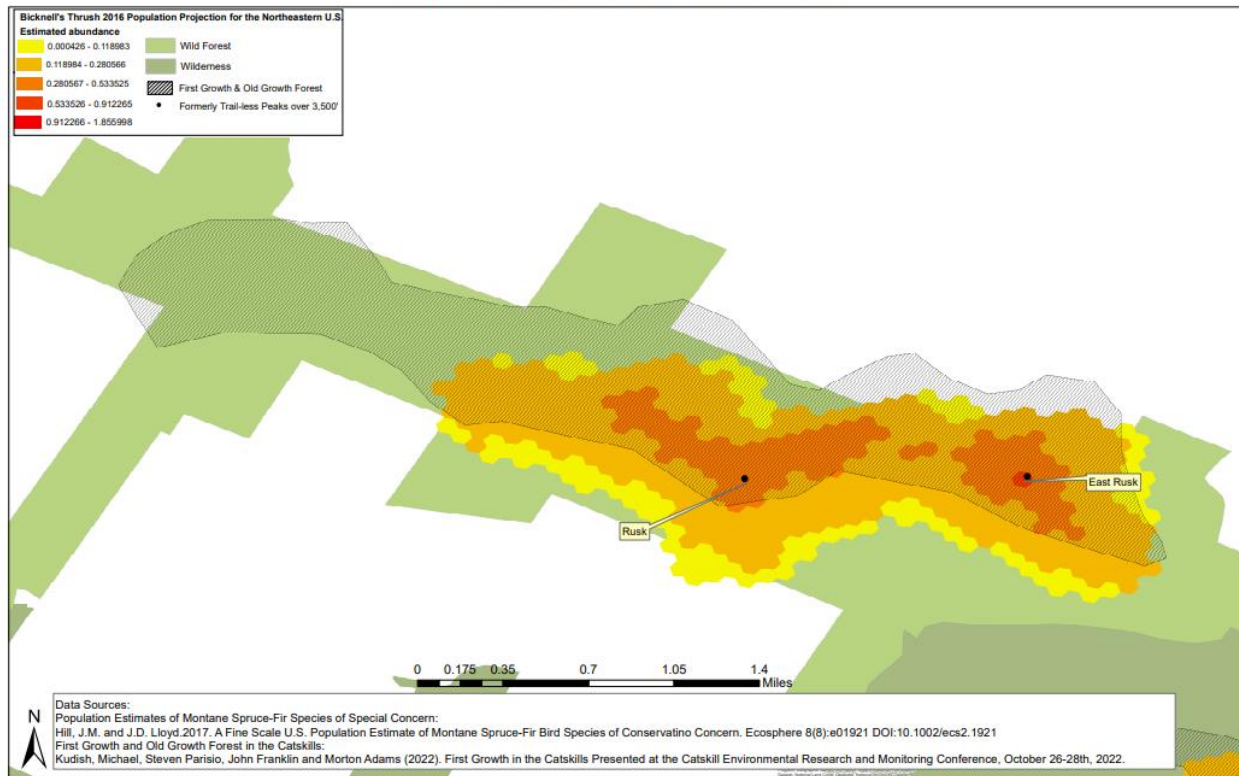 Bicknell's Thrush 2016 Population Projection for the Northeastern U.S.
Estimated abundance
0.000426 - 0.118983
0.118984 - 0.280566
0.280567 - 0.533525
0.533526 - 0.912265
0.912266 - 1.855998
Wild Forest
Wilderness
First Growth & Old Growth Forest
Formerly Trail-less Peaks over 3,500'
East Rusk
Rusk
0 0.175 0.35 0.7 1.05 1.4
Miles
N
Data Sources:
Population Estimates of Montane Spruce-Fir Species of Special Concern:
Hill, J.M. and J.D. Lloyd.2017. A Fine Scale U.S. Population Estimate of Montane Spruce-Fir Bird Species of Conservatino Concern. Ecosphere 8(8):e01921 DOI:10.1002/ecs2.1921
First Growth and Old Growth Forest in the Catskills:
Kudish, Michael, Steven Parisio, John Franklin and Morton Adams (2022). First Growth in the Catskills Presented at the Catskill Environmental Research and Monitoring Conference, October 26-28th, 2022.